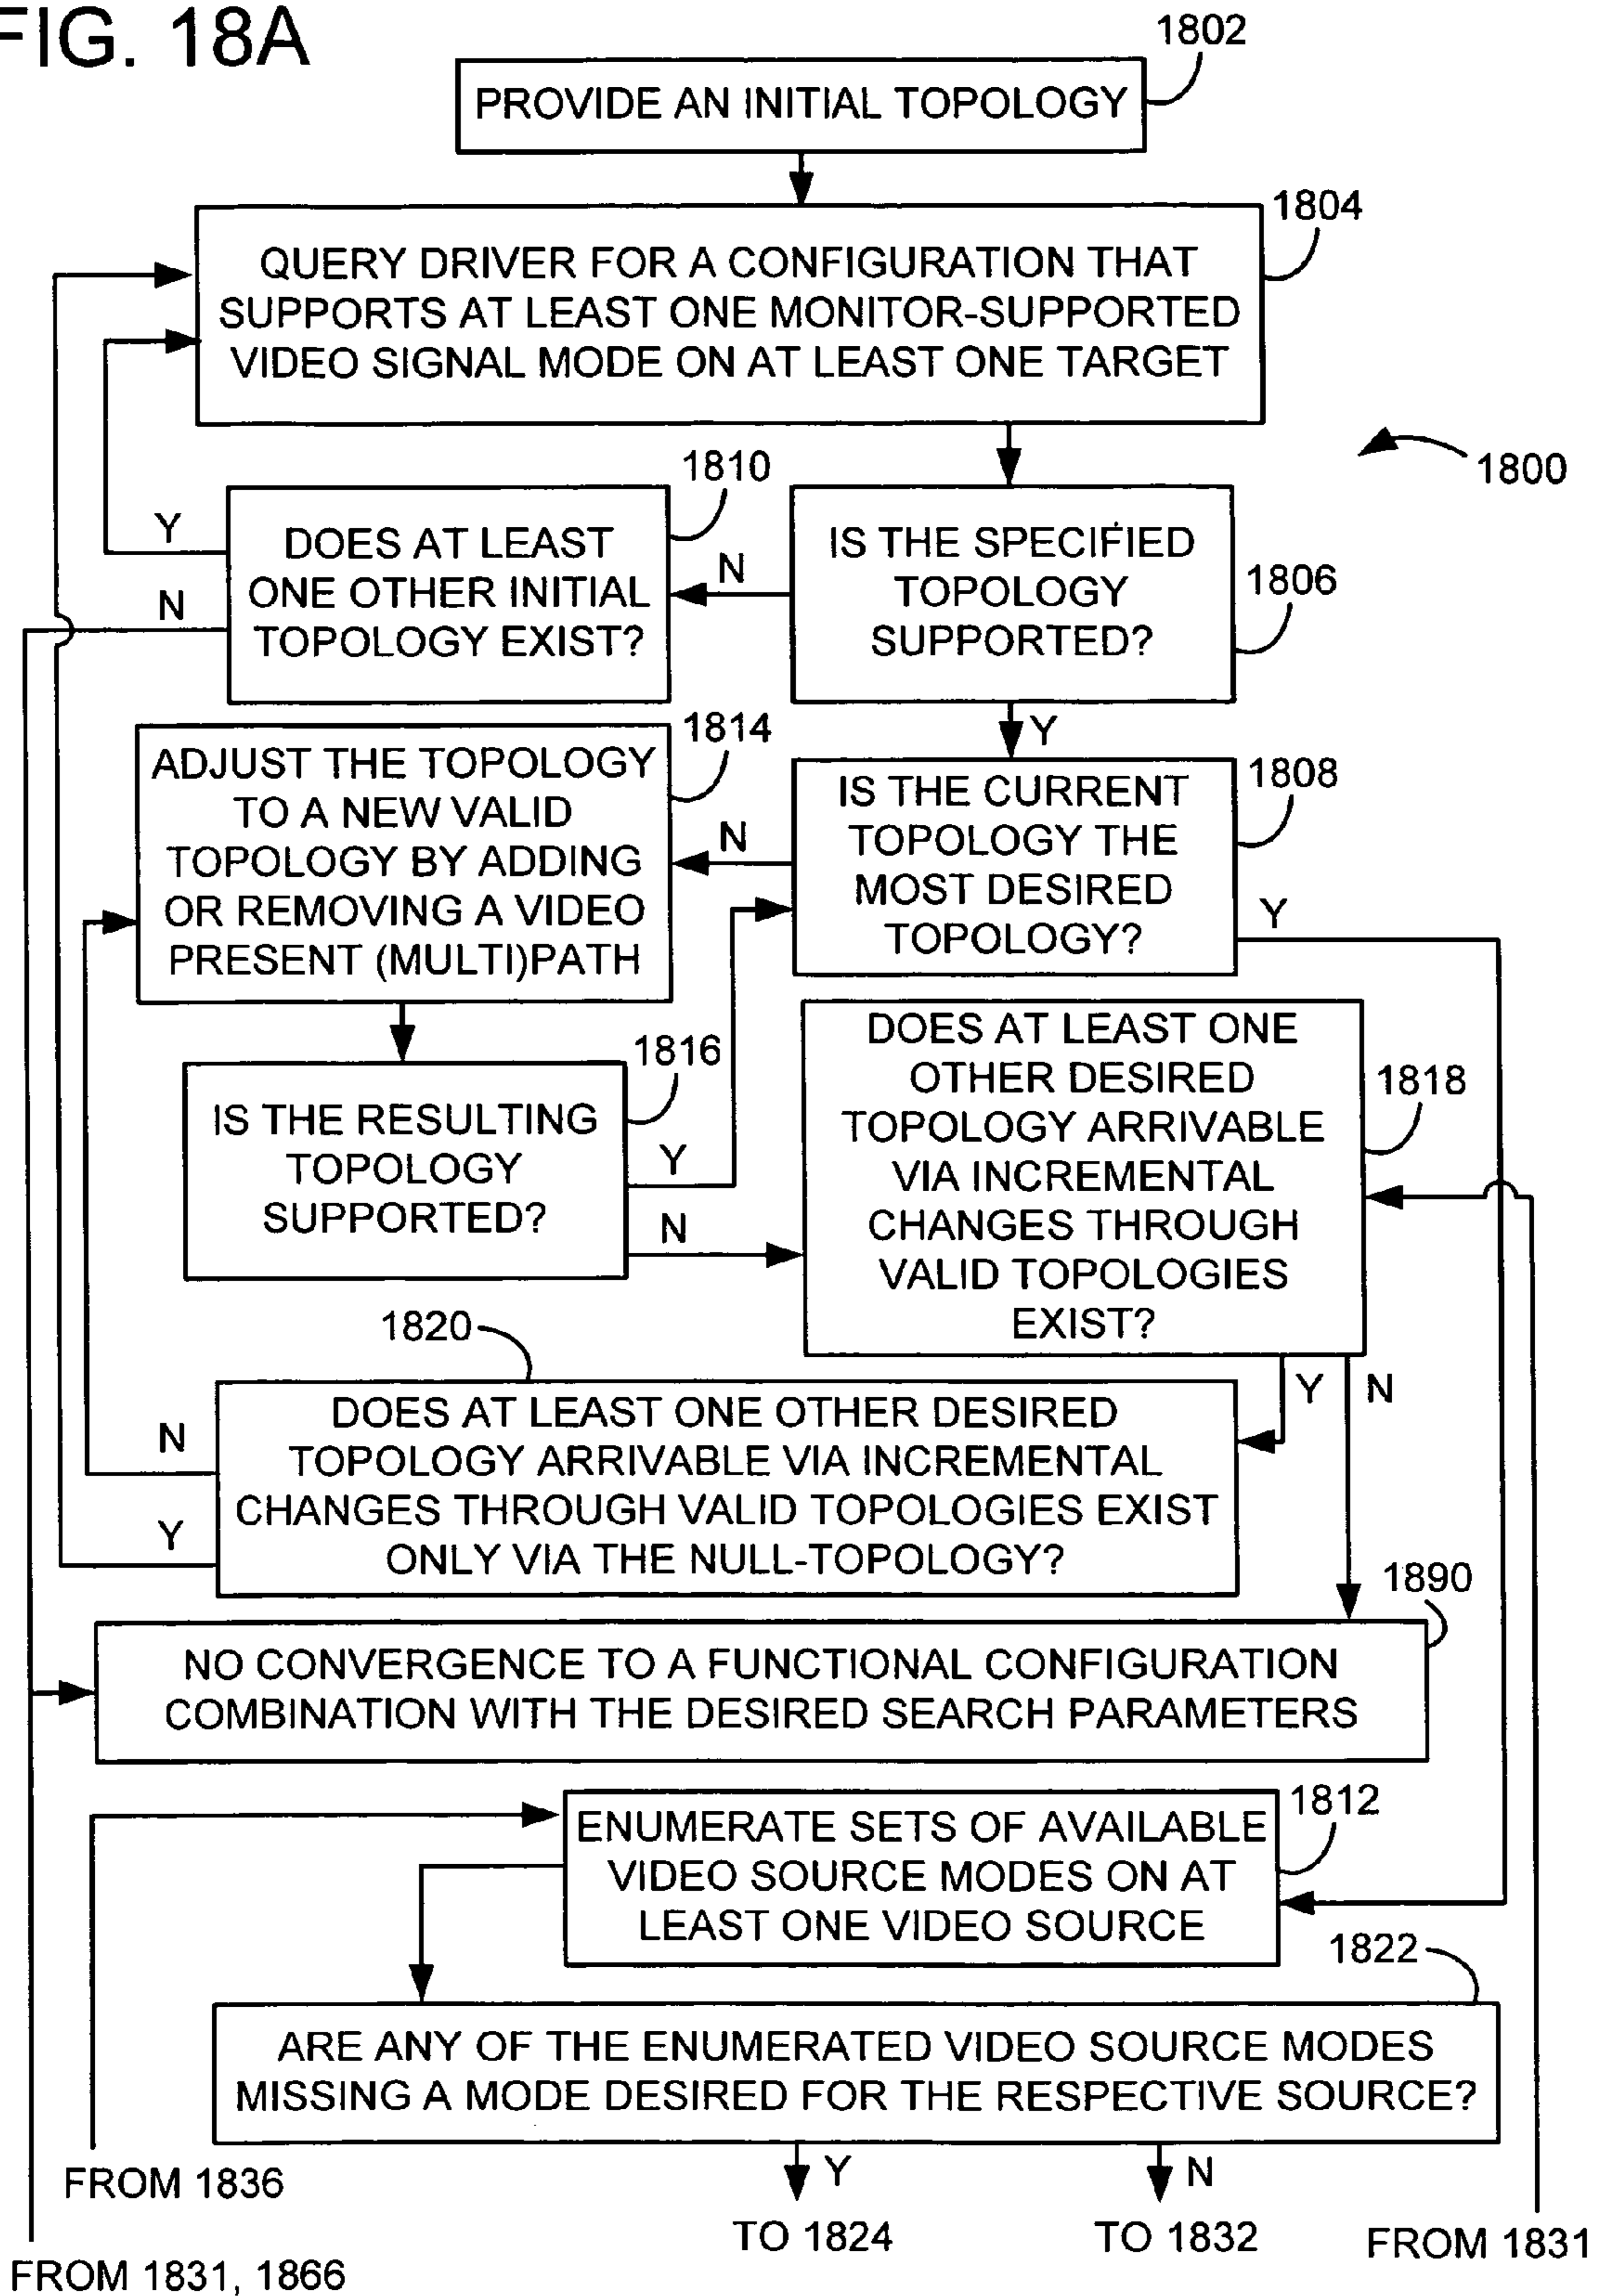 FIG. 18A
1802
PROVIDE AN INITIAL TOPOLOGY
1804
QUERY DRIVER FOR A CONFIGURATION THAT
SUPPORTS AT LEAST ONE MONITOR-SUPPORTED
VIDEO SIGNAL MODE ON AT LEAST ONE TARGET
1800
1810
DOES AT LEAST
ONE OTHER INITIAL
TOPOLOGY EXIST?
Y
N
N
IS THE SPECIFIED
TOPOLOGY
SUPPORTED?
1806
Y
1814
ADJUST THE TOPOLOGY
TO A NEW VALID
TOPOLOGY BY ADDING
OR REMOVING A VIDEO
PRESENT (MULTI)PATH
N
IS THE CURRENT
TOPOLOGY THE
MOST DESIRED
TOPOLOGY?
1808
Y
1816
IS THE RESULTING
TOPOLOGY
SUPPORTED?
Y
N
DOES AT LEAST ONE
OTHER DESIRED
TOPOLOGY ARRIVABLE
VIA INCREMENTAL
CHANGES THROUGH
VALID TOPOLOGIES
EXIST?
1818
Y
N
1820
DOES AT LEAST ONE OTHER DESIRED
TOPOLOGY ARRIVABLE VIA INCREMENTAL
CHANGES THROUGH VALID TOPOLOGIES EXIST
ONLY VIA THE NULL-TOPOLOGY?
N
Y
1890
NO CONVERGENCE TO A FUNCTIONAL CONFIGURATION
COMBINATION WITH THE DESIRED SEARCH PARAMETERS
1812
ENUMERATE SETS OF AVAILABLE
VIDEO SOURCE MODES ON AT
LEAST ONE VIDEO SOURCE
1822
ARE ANY OF THE ENUMERATED VIDEO SOURCE MODES
MISSING A MODE DESIRED FOR THE RESPECTIVE SOURCE?
Y
N
FROM 1836
TO 1824
TO 1832
FROM 1831
FROM 1831, 1866